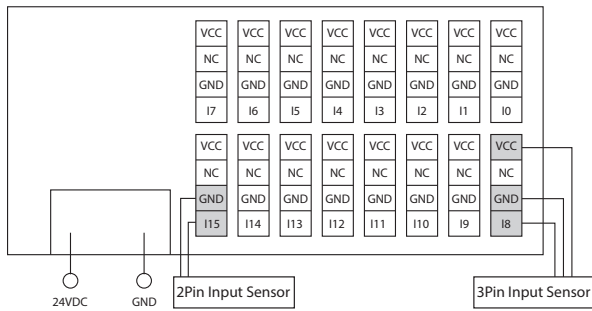 VCC VCC VCC VCC VCC VCC VCC VCC
NC NC NC NC NC NC NC NC
GND GND GND GND GND GND GND GND
I7 I6 I5 I4 I3 I2 I1 I0
VCC VCC VCC VCC VCC VCC VCC VCC
NC NC NC NC NC NC NC NC
GND GND GND GND GND GND GND GND
I15 I14 I13 I12 I11 I10 I9 I8
24VDC GND 2Pin Input Sensor 3Pin Input Sensor